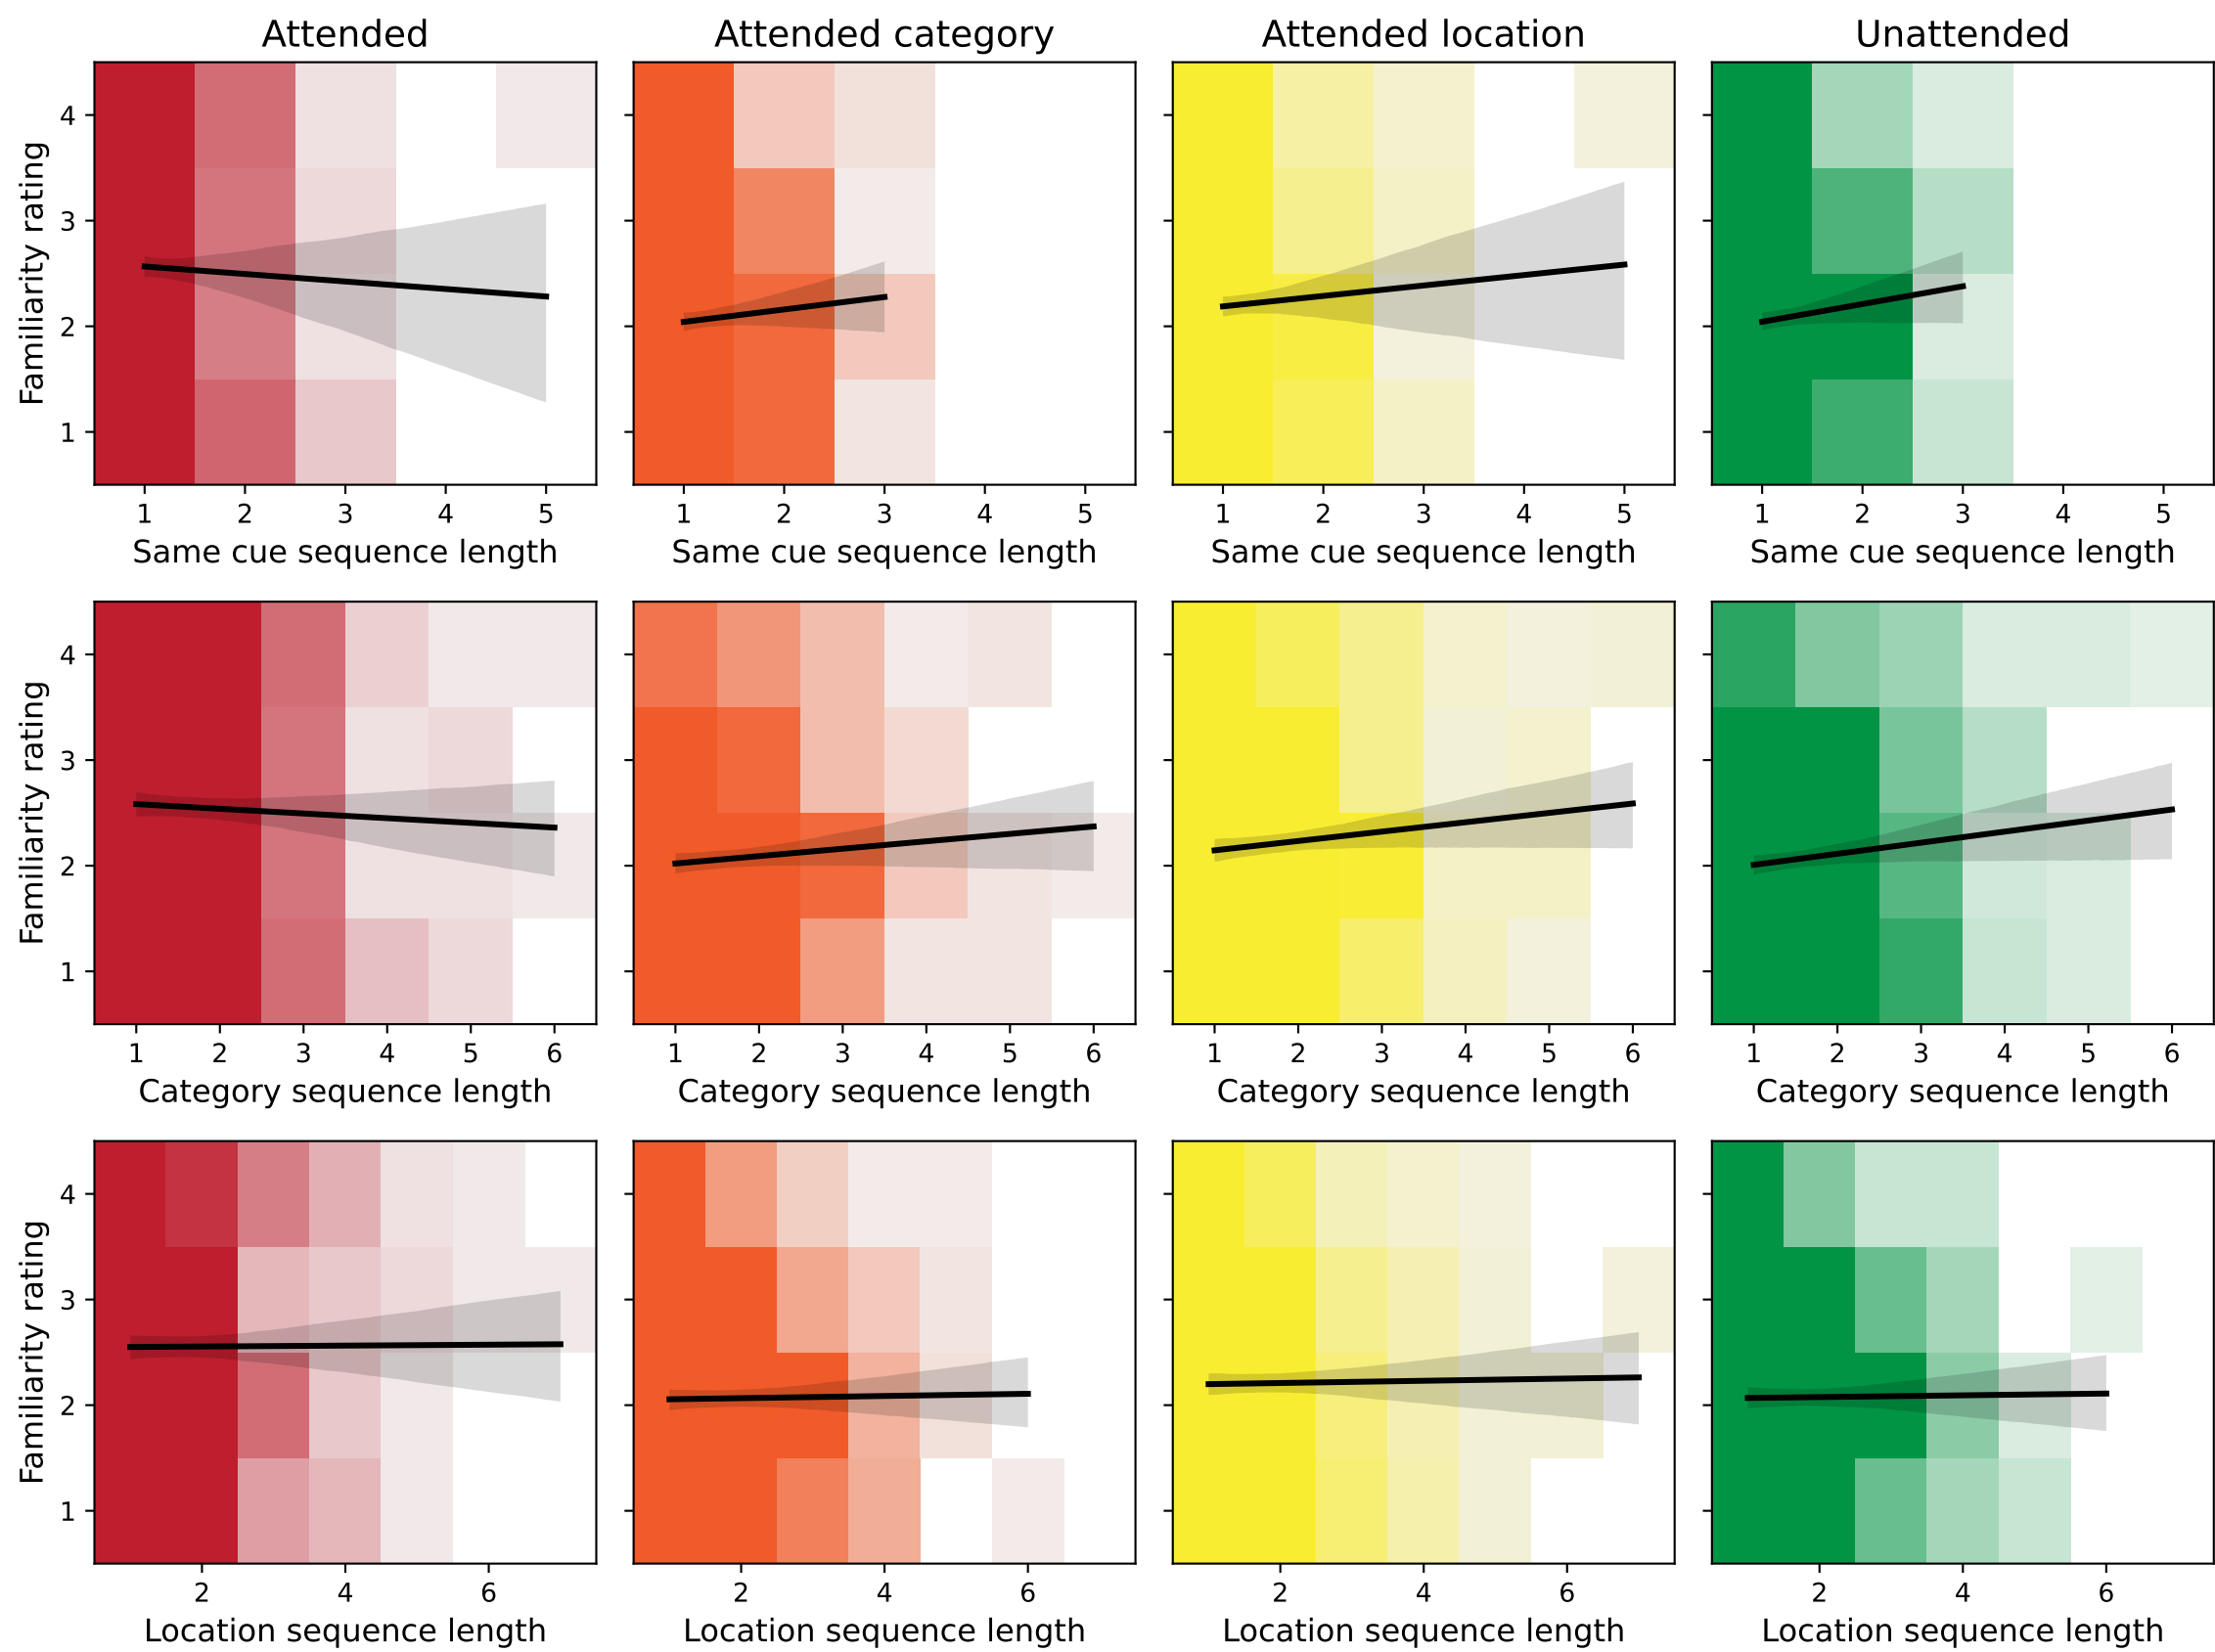 Attended Attended category Attended location Unattended
Familiarity rating
4
3
2
1
1 2 3 4 5 1 2 3 4 5 1 2 3 4 5 1 2 3 4 5
Same cue sequence length Same cue sequence length Same cue sequence length Same cue sequence length
Familiarity rating
4
3
2
1
1 2 3 4 5 6 1 2 3 4 5 6 1 2 3 4 5 6 1 2 3 4 5 6
Category sequence length Category sequence length Category sequence length Category sequence length
Familiarity rating
4
3
2
1
2 4 6 2 4 6 2 4 6 2 4 6
Location sequence length Location sequence length Location sequence length Location sequence length